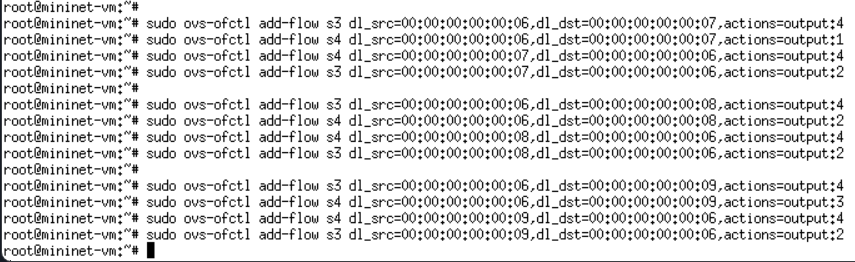 root@mininet-vm:~#
root@mininet-vm:~# sudo ovs-ofctl add-flow s3 dl_src=00:00:00:00:00:06,dl_dst=00:00:00:00:00:07,actions=output:4
root@mininet-vm:~# sudo ovs-ofctl add-flow s4 dl_src=00:00:00:00:00:06,dl_dst=00:00:00:00:00:07,actions=output:1
root@mininet-vm:~# sudo ovs-ofctl add-flow s4 dl_src=00:00:00:00:00:07,dl_dst=00:00:00:00:00:06,actions=output:4
root@mininet-vm:~# sudo ovs-ofctl add-flow s3 dl_src=00:00:00:00:00:07,dl_dst=00:00:00:00:00:06,actions=output:2
root@mininet-vm:~#
root@mininet-vm:~# sudo ovs-ofctl add-flow s3 dl_src=00:00:00:00:00:06,dl_dst=00:00:00:00:00:08,actions=output:4
root@mininet-vm:~# sudo ovs-ofctl add-flow s4 dl_src=00:00:00:00:00:06,dl_dst=00:00:00:00:00:08,actions=output:2
root@mininet-vm:~# sudo ovs-ofctl add-flow s4 dl_src=00:00:00:00:00:08,dl_dst=00:00:00:00:00:06,actions=output:4
root@mininet-vm:~# sudo ovs-ofctl add-flow s3 dl_src=00:00:00:00:00:08,dl_dst=00:00:00:00:00:06,actions=output:2
root@mininet-vm:~#
root@mininet-vm:~# sudo ovs-ofctl add-flow s3 dl_src=00:00:00:00:00:06,dl_dst=00:00:00:00:00:09,actions=output:4
root@mininet-vm:~# sudo ovs-ofctl add-flow s4 dl_src=00:00:00:00:00:06,dl_dst=00:00:00:00:00:09,actions=output:3
root@mininet-vm:~# sudo ovs-ofctl add-flow s4 dl_src=00:00:00:00:00:09,dl_dst=00:00:00:00:00:06,actions=output:4
root@mininet-vm:~# sudo ovs-ofctl add-flow s3 dl_src=00:00:00:00:00:09,dl_dst=00:00:00:00:00:06,actions=output:2
root@mininet-vm:~#